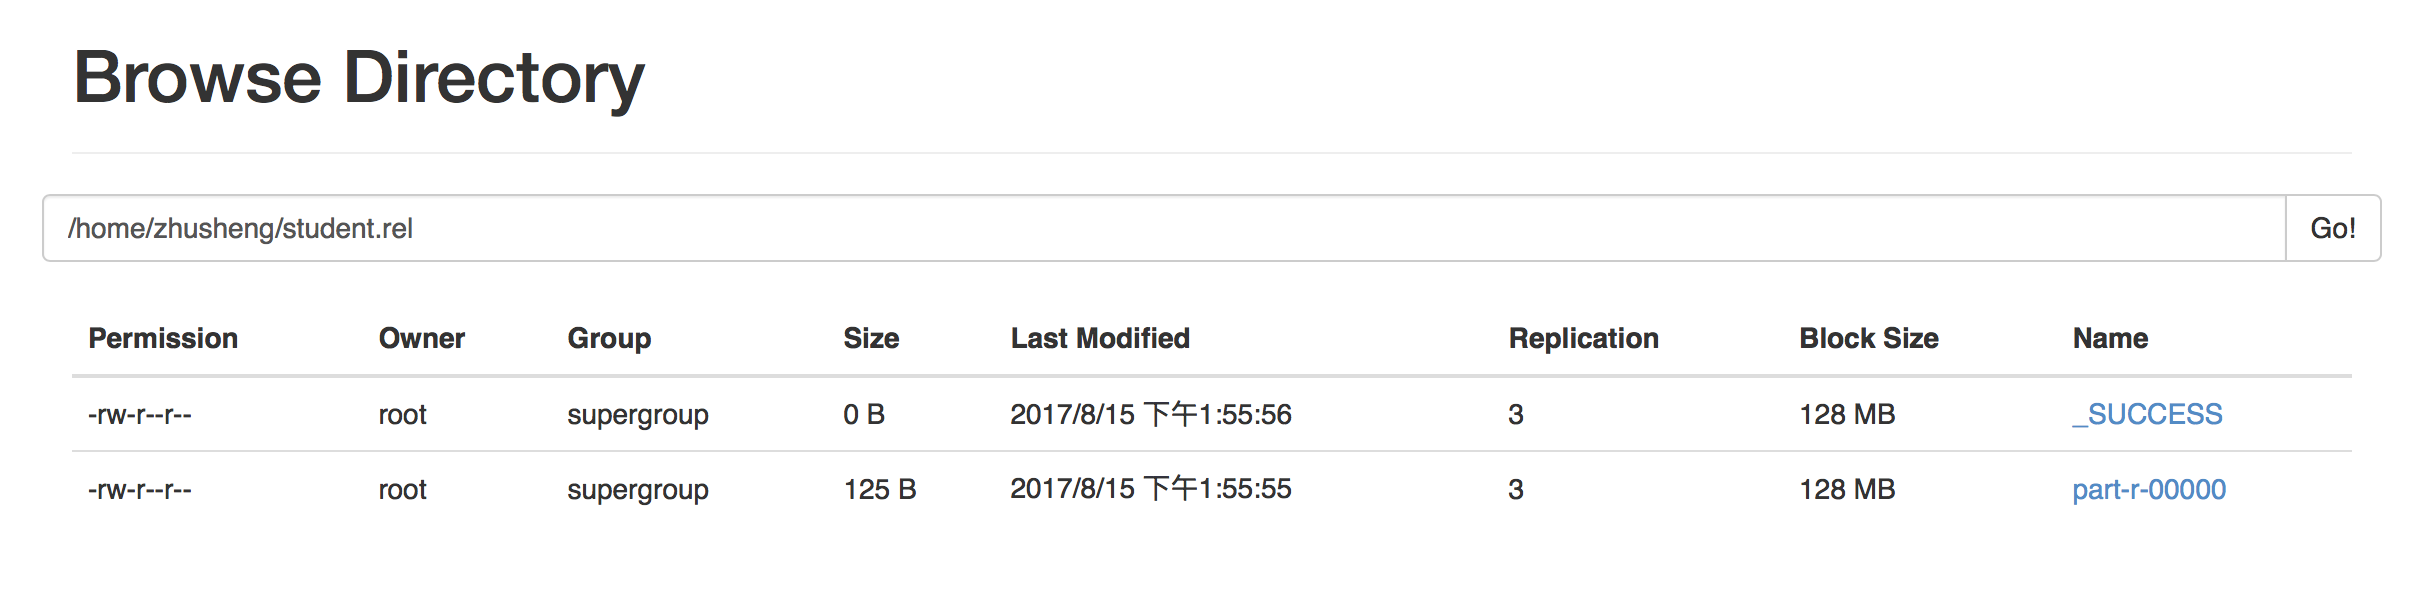 Browse Directory
/home/zhusheng/student.rel Go!
Permission Owner Group Size Last Modified Replication Block Size Name
-rw-r--r-- root supergroup 0 B 2017/8/15 下午1:55:56 3 128 MB _SUCCESS
-rw-r--r-- root supergroup 125 B 2017/8/15 下午1:55:55 3 128 MB part-r-00000